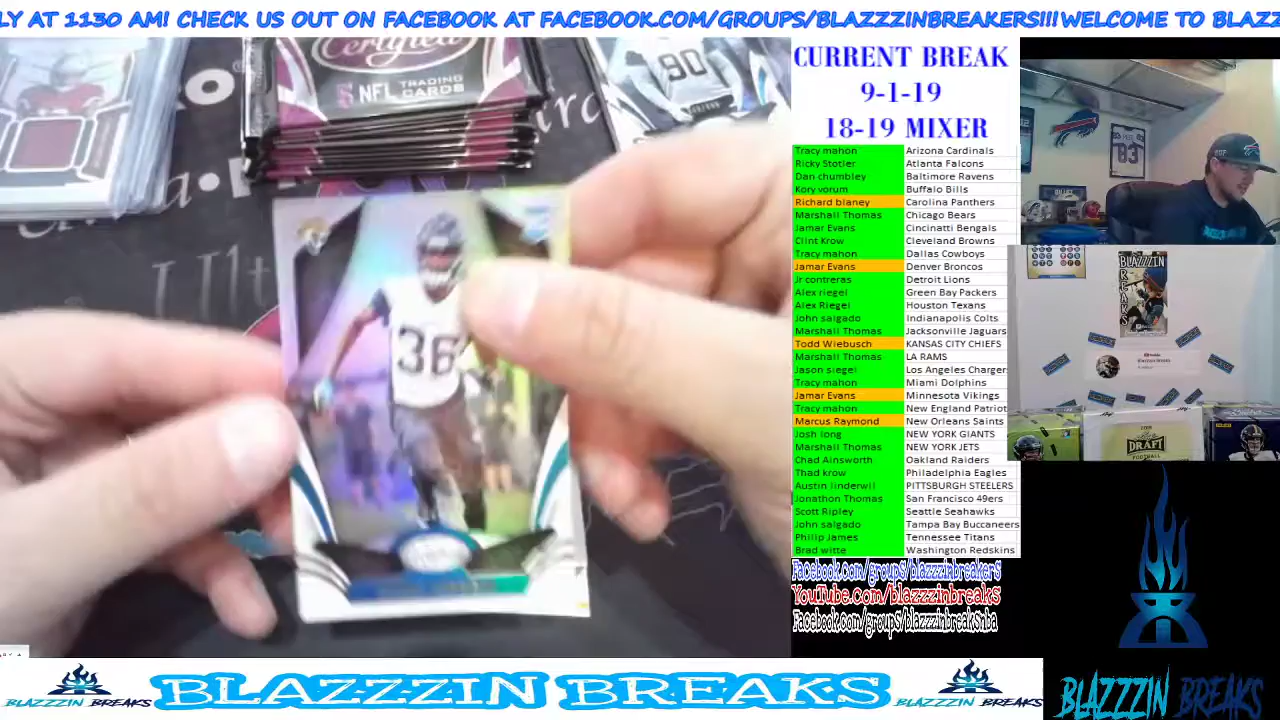 LY AT 1130 AM! CHECK US OUT ON FACEBOOK AT FACEBOOK.COM/GROUPS/BLAZZZINBREAKERS!!!WELCOME TO BLAZZ
Certified
NFL TRADING CARDS
90
36
83
CURRENT BREAK
9-1-19
18-19 MIXER
Tracy mahon Arizona Cardinals
Ricky Stotler Atlanta Falcons
Dan chumbley Baltimore Ravens
Kory vorum Buffalo Bills
Richard blaney Carolina Panthers
Marshall Thomas Chicago Bears
Jamar Evans Cincinatti Bengals
Clint Krow Cleveland Browns
Tracy mahon Dallas Cowboys
Jamar Evans Denver Broncos
Jr contreras Detroit Lions
Alex riegel Green Bay Packers
Alex Riegel Houston Texans
John salgado Indianapolis Colts
Marshall Thomas Jacksonville Jaguars
Todd Wiebusch KANSAS CITY CHIEFS
Marshall Thomas LA RAMS
Jason siegel Los Angeles Charger
Tracy mahon Miami Dolphins
Jamar Evans Minnesota Vikings
Tracy mahon New England Patriot
Marcus Raymond New Orleans Saints
Josh long NEW YORK GIANTS
Marshall Thomas NEW YORK JETS
Chad Ainsworth Oakland Raiders
Thad krow Philadelphia Eagles
Austin linderwil PITTSBURGH STEELERS
Jonathon Thomas San Francisco 49ers
Scott Ripley Seattle Seahawks
John salgado Tampa Bay Buccaneers
Philip James Tennessee Titans
Brad witte Washington Redskins
Facebook.com/groups/blazzzinbreakers
YouTube.com/blazzzinbreaks
Facebook.com/groups/blazzzinbreaksnba
BLAZZZIN
BREAKS
DRAFT
BLAZZZIN BREAKS
BLAZZZIN BREAKS
BLAZZZIN BREAKS
BLAZZZIN BREAKS